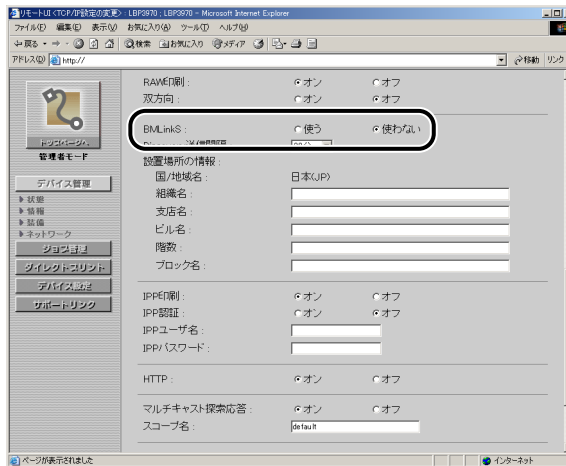 リモートUI <TCP/IP設定の変更> : LBP3970 ; LBP3970 - Microsoft Internet Explorer
ファイル(F) 編集(E) 表示(V) お気に入り(A) ツール(T) ヘルプ(H)
戻る 検索 お気に入り メディア
アドレス(D) http:// 移動 リンク
トップページへ
管理者モード
デバイス管理
状態
情報
装備
ネットワーク
ジョブ管理
ダイレクトプリント
デバイス設定
サポートリンク
RAW印刷 : オン オフ
双方向 : オン オフ
BMLinkS : 使う 使わない
設置場所の情報 :
国/地域名 : 日本(JP)
組織名 :
支店名 :
ビル名 :
階数 :
ブロック名 :
IPP印刷 : オン オフ
IPP認証 : オン オフ
IPPユーザ名 :
IPPパスワード :
HTTP : オン オフ
マルチキャスト探索応答 : オン オフ
スコープ名 : default
ページが表示されました インターネット